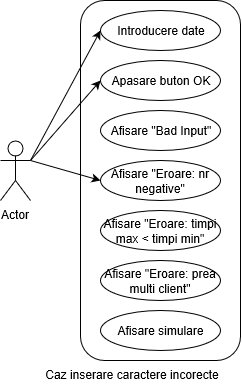 Introducere date
Apasare buton OK
Afisare "Bad Input"
Afisare "Eroare: nr
negative"
Actor
Afisare "Eroare: timpi
max < timpi min"
Afisare "Eroare: prea
multi client"
Afisare simulare
Caz inserare caractere incorecte